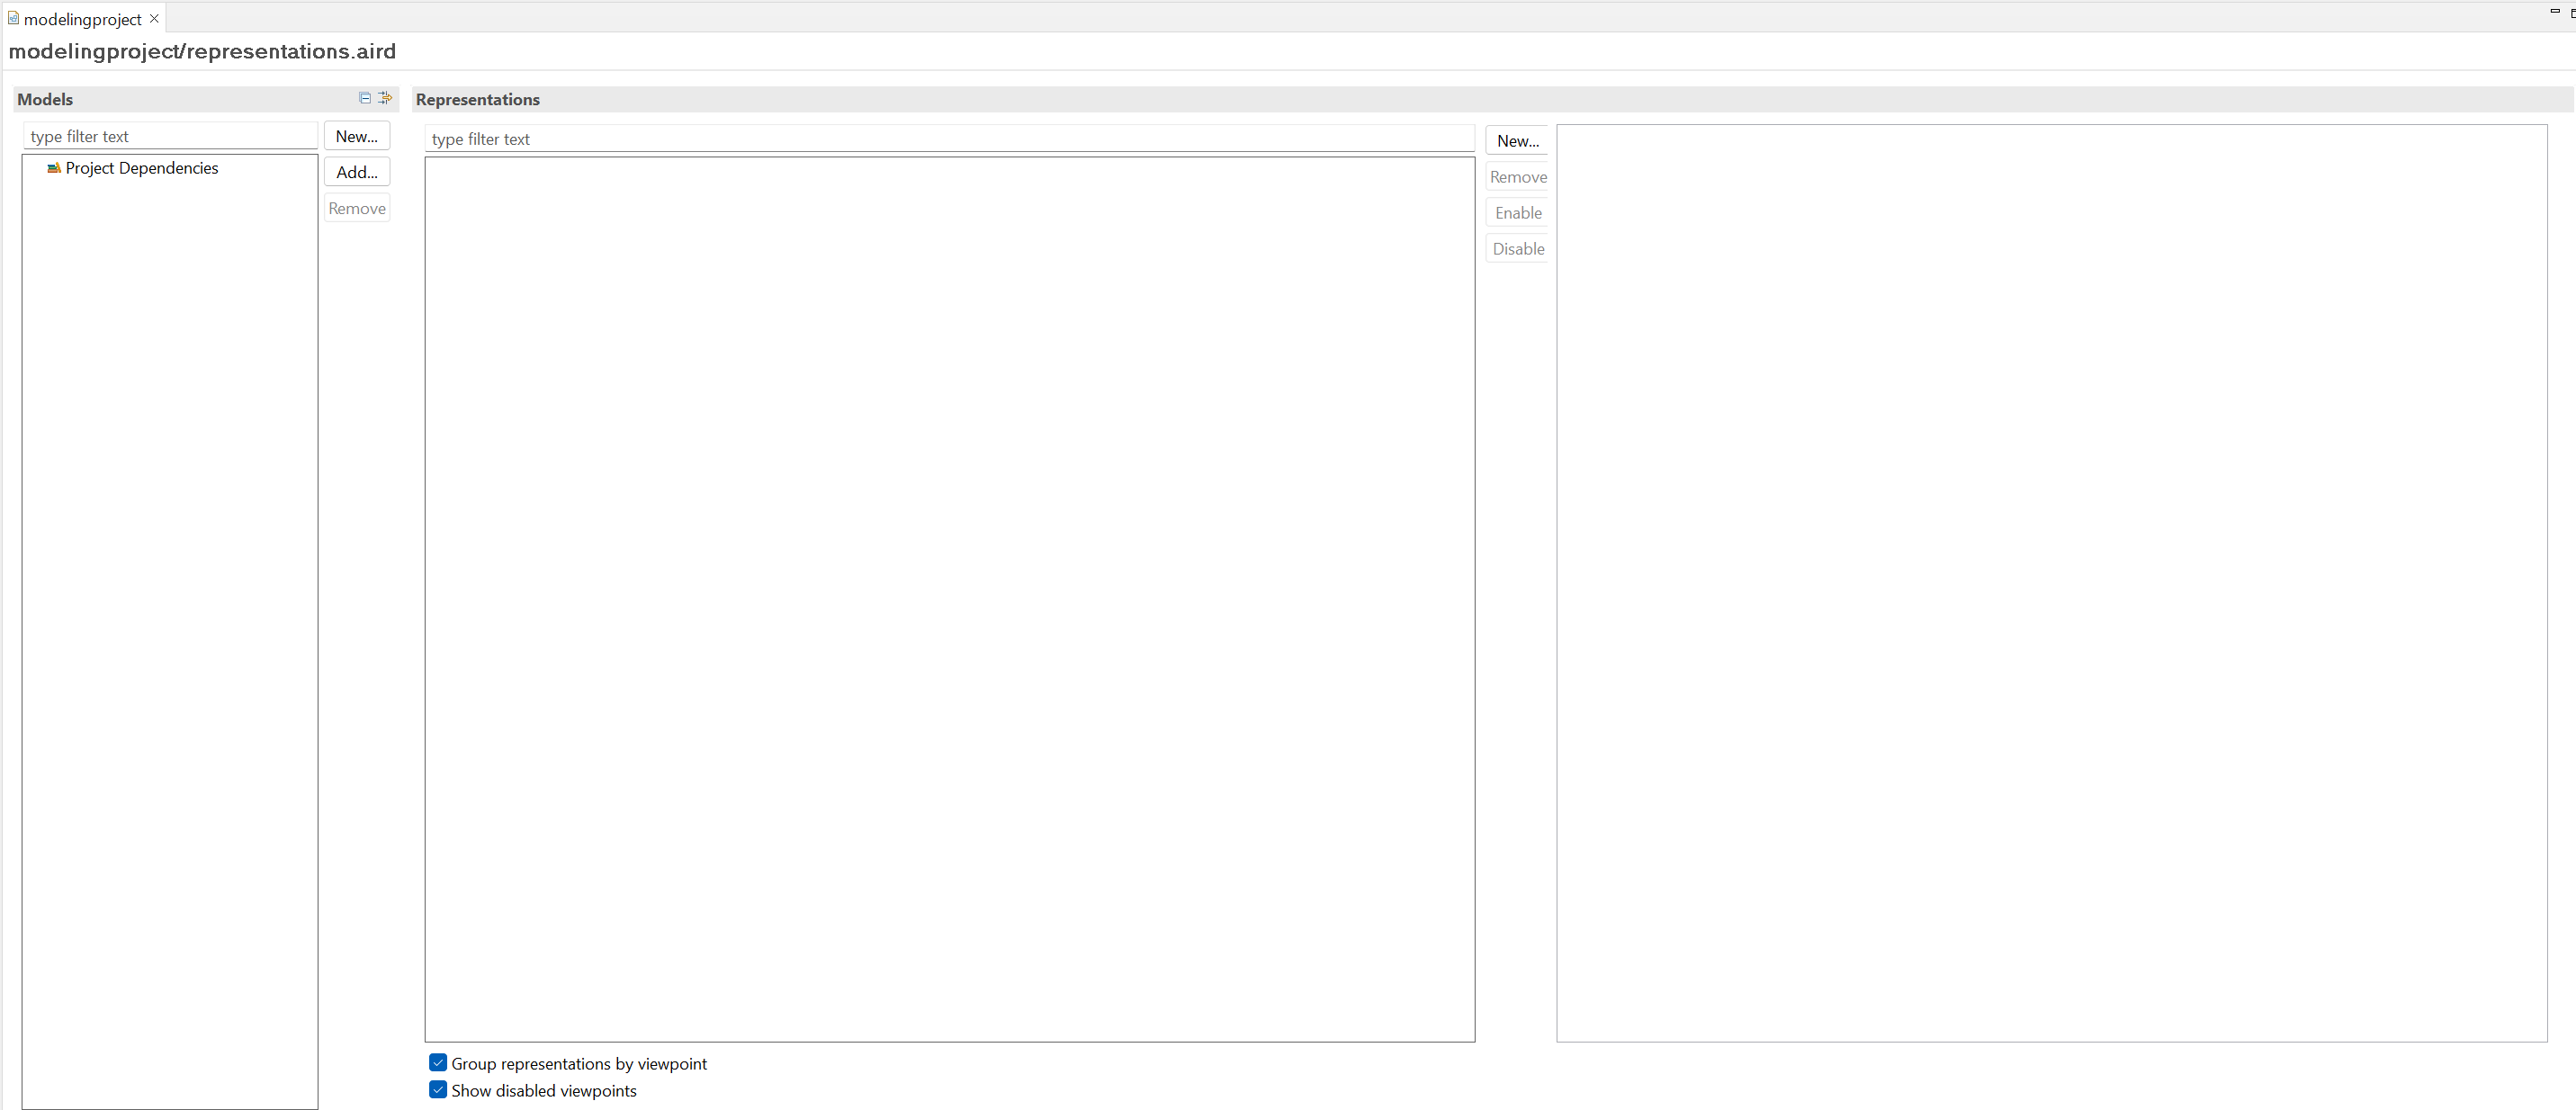 modelingproject
modelingproject/representations.aird
Models
type filter text
New...
Project Dependencies
Add...
Remove
Representations
type filter text
New...
Remove
Enable
Disable
Group representations by viewpoint
Show disabled viewpoints